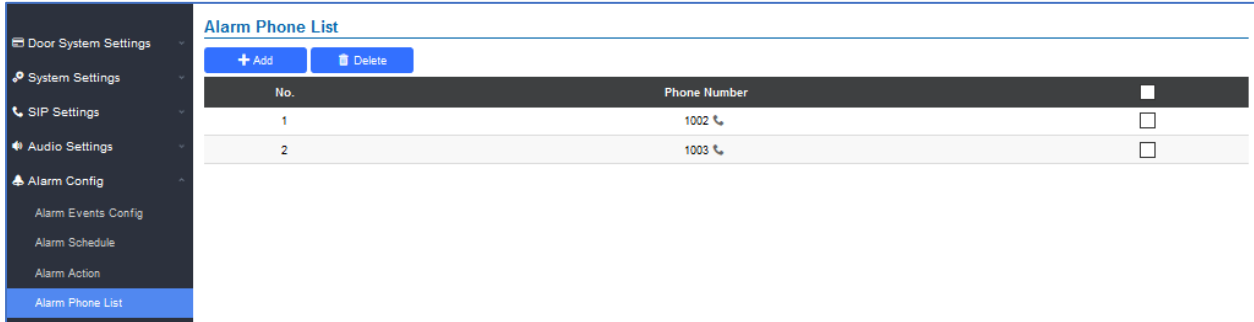 Door System Settings
System Settings
SIP Settings
Audio Settings
Alarm Config
Alarm Events Config
Alarm Schedule
Alarm Action
Alarm Phone List
Alarm Phone List
Add Delete
No. Phone Number
1 1002
2 1003